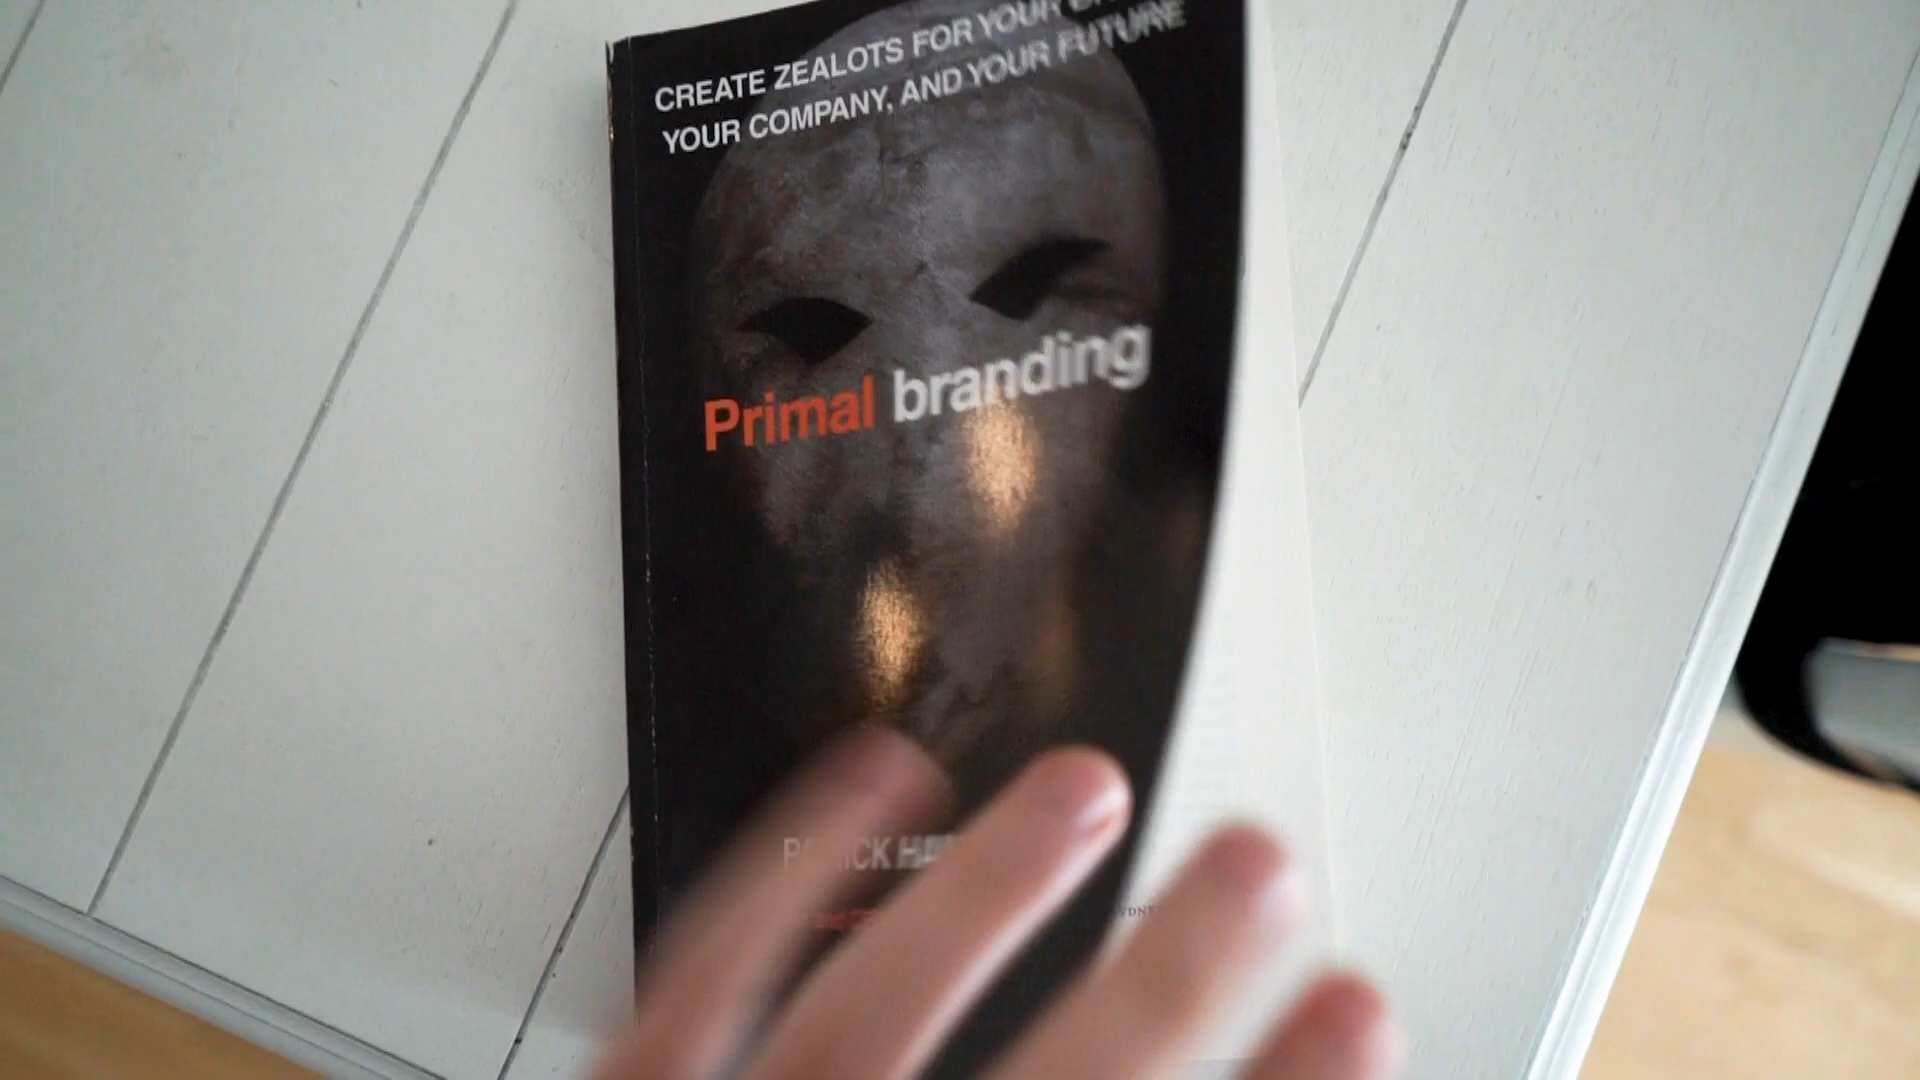 CREATE ZEALOTS FOR YOUR
YOUR COMPANY, AND YOUR FUTURE
Primal branding